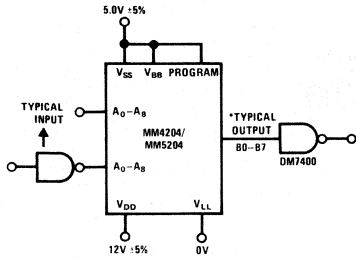 5.0V ±5%
VSS VBB PROGRAM
TYPICAL
INPUT
A0–A8
MM4204/
MM5204
*TYPICAL
OUTPUT
B0–B7
DM7400
A0–A8
VDD VLL
12V ±5% 0V